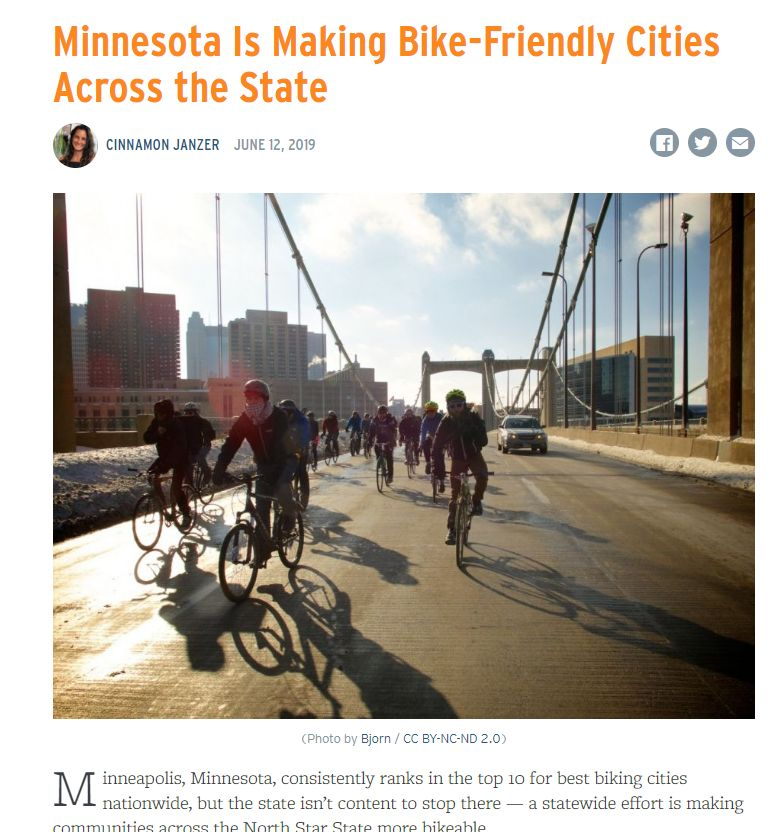 Minnesota Is Making Bike-Friendly Cities
Across the State
CINNAMON JANZER JUNE 12, 2019
(Photo by Bjorn / CC BY-NC-ND 2.0)
Minneapolis, Minnesota, consistently ranks in the top 10 for best biking cities
nationwide, but the state isn’t content to stop there — a statewide effort is making
communities across the North Star State more bikeable.